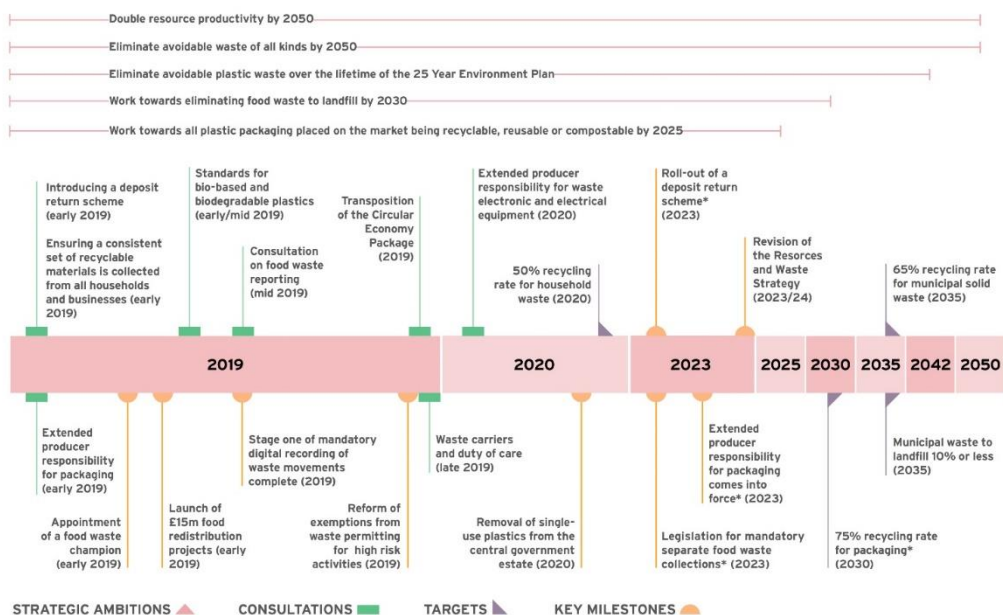 Double resource productivity by 2050
Eliminate avoidable waste of all kinds by 2050
Eliminate avoidable plastic waste over the lifetime of the 25 Year Environment Plan
Work towards eliminating food waste to landfill by 2030
Work towards all plastic packaging placed on the market being recyclable, reusable or compostable by 2025
Introducing a deposit
return scheme
(early 2019)
Ensuring a consistent
set of recyclable
materials is collected
from all households
and businesses (early
2019)
Standards for
bio-based and
biodegradable plastics
(early/mid 2019)
Consultation
on food waste
reporting
(mid 2019)
Transposition
of the Circular
Economy
Package
(2019)
Extended producer
responsibility for waste
electronic and electrical
equipment (2020)
50% recycling
rate for household
waste (2020)
Roll-out of a
deposit return
scheme*
(2023)
Revision of
the Resorces
and Waste
Strategy
(2023/24)
65% recycling rate
for municipal solid
waste (2035)
2019
2020
2023
2025
2030
2035
2042
2050
Extended
producer
responsibility
for packaging
(early 2019)
Appointment
of a food waste
champion
(early 2019)
Launch of
£15m food
redistribution
projects (early
2019)
Stage one of mandatory
digital recording of
waste movements
complete (2019)
Reform of
exemptions from
waste permitting
for high risk
activities (2019)
Waste carriers
and duty of care
(late 2019)
Removal of single-
use plastics from the
central government
estate (2020)
Extended
producer
responsibility
for packaging
comes into
force* (2023)
Legislation for mandatory
separate food waste
collections* (2023)
75% recycling rate
for packaging*
(2030)
Municipal waste to
landfill 10% or less
(2035)
STRATEGIC AMBITIONS
CONSULTATIONS
TARGETS
KEY MILESTONES